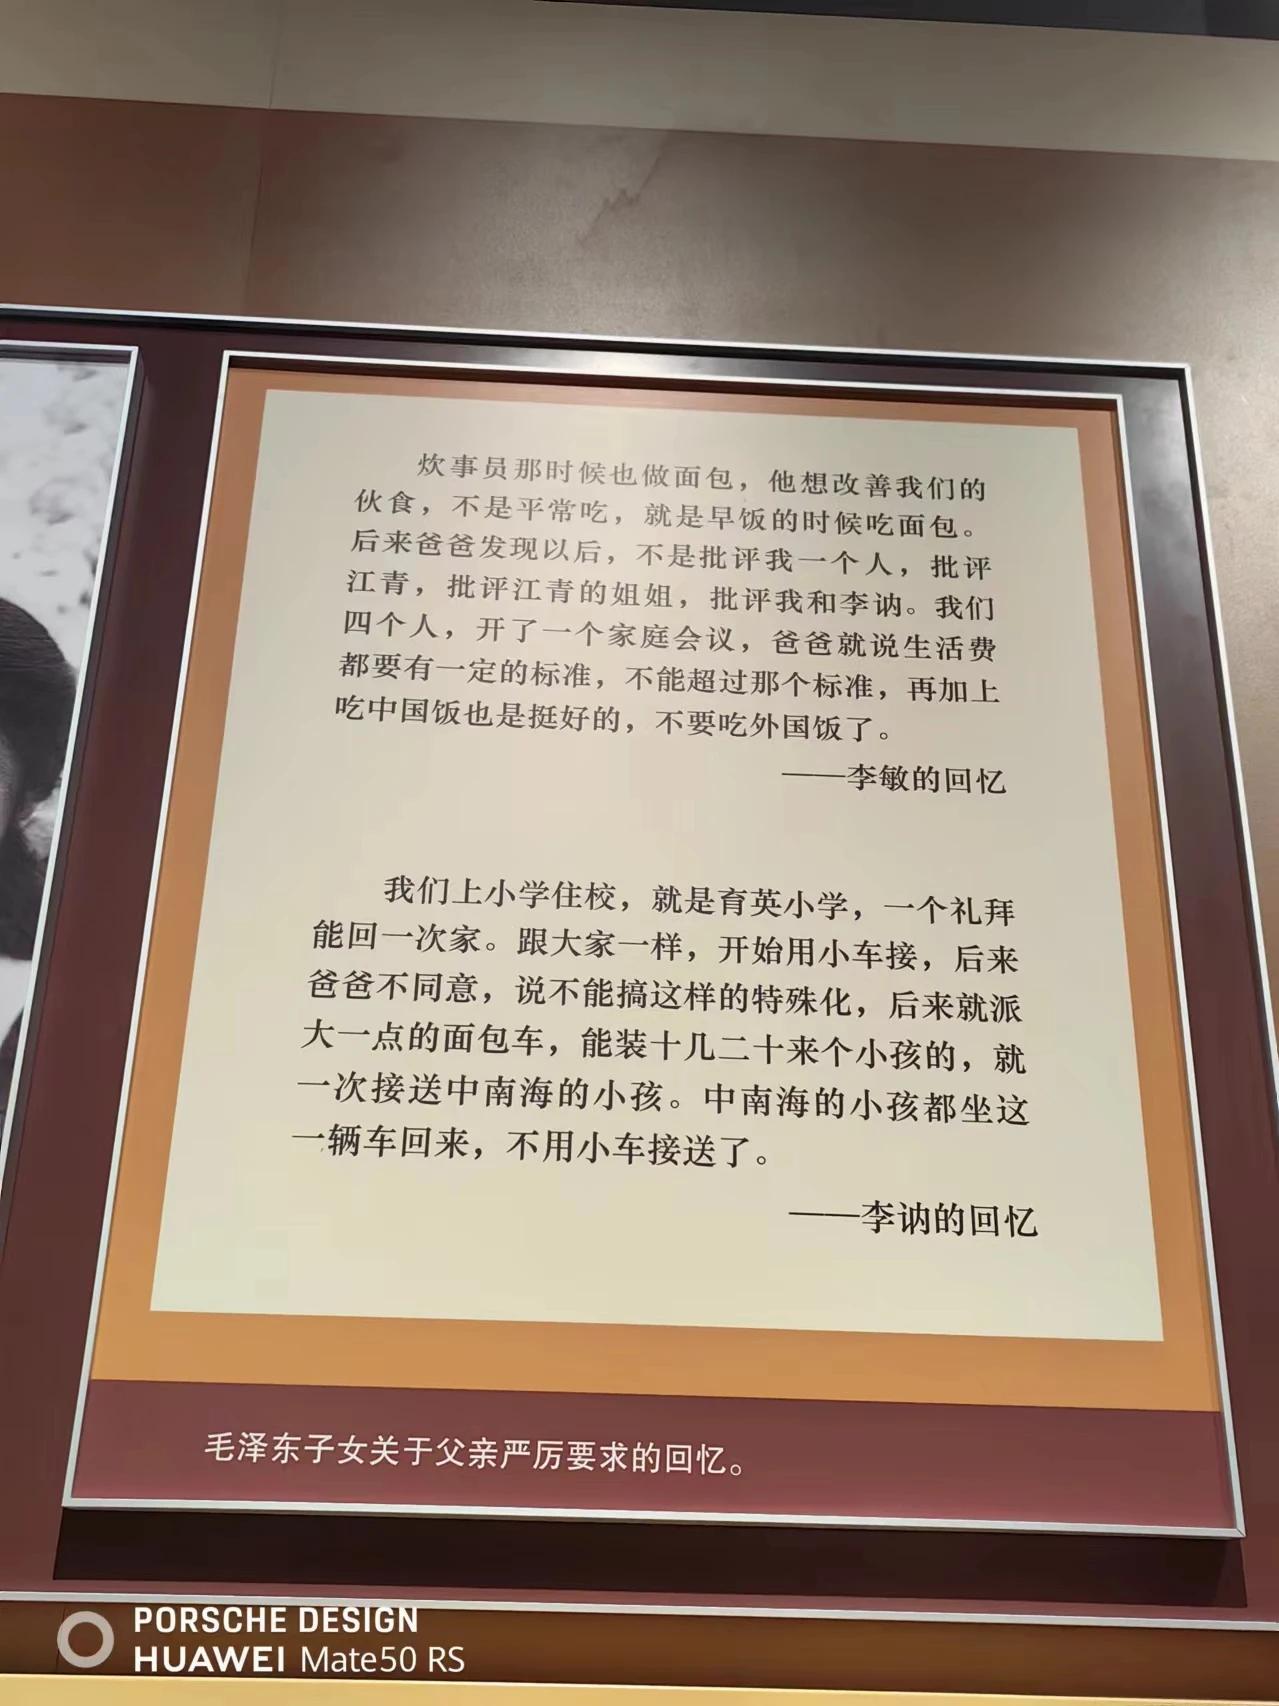 炊事员那时候也做面包，他想改善我们的
伙食，不是平常吃，就是早饭的时候吃面包。
后来爸爸发现以后，不是批评我一个人，批评
江青，批评江青的姐姐，批评我和李讷。我们
四个人，开了一个家庭会议，爸爸就说生活费
都要有一定的标准，不能超过那个标准，再加上
吃中国饭也是挺好的，不要吃外国饭了。
——李敏的回忆
我们上小学住校，就是育英小学，一个礼拜
能回一次家。跟大家一样，开始用小车接，后来
爸爸不同意，说不能搞这样的特殊化，后来就派
大一点的面包车，能装十几二十来个小孩的，就
一次接送中南海的小孩。中南海的小孩都坐这
一辆车回来，不用小车接送了。
——李讷的回忆
毛泽东子女关于父亲严厉要求的回忆。
PORSCHE DESIGN
HUAWEI Mate50 RS